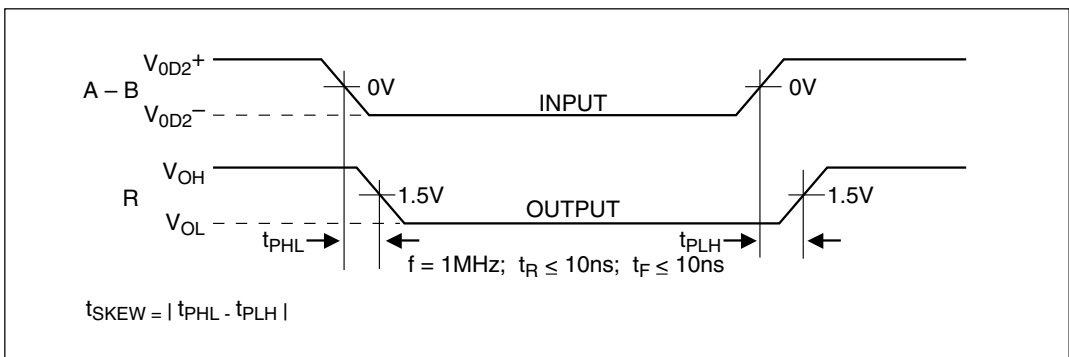 V0D2+
A – B
0V
0V
INPUT
V0D2–
VOH
R
1.5V
1.5V
OUTPUT
VOL
tPHL
tPLH
f = 1MHz; tR ≤ 10ns; tF ≤ 10ns
tSKEW = | tPHL - tPLH |